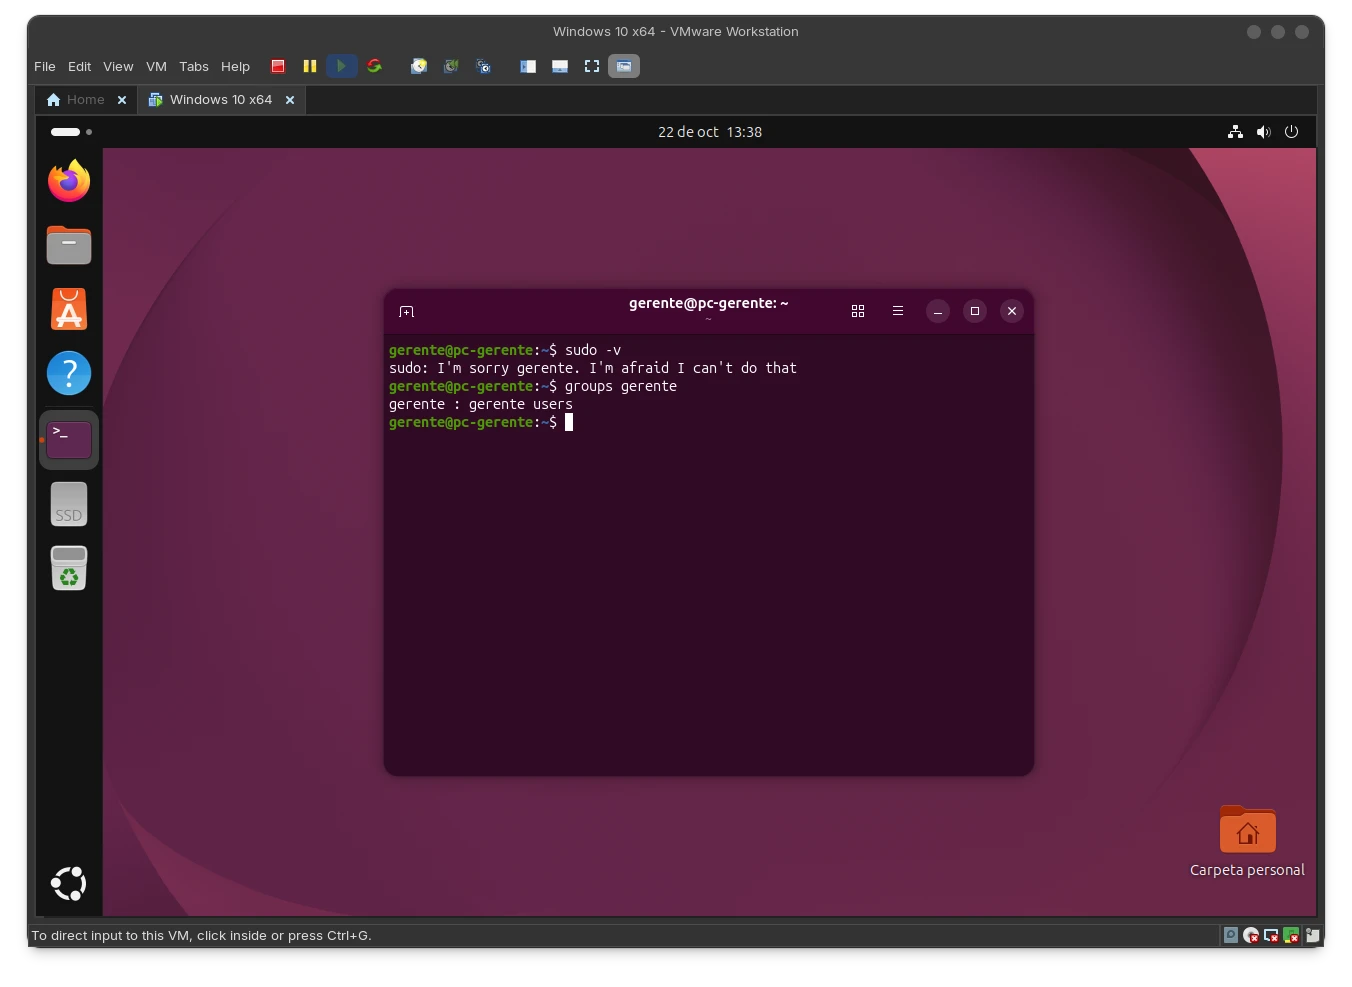 Windows 10 x64 - VMware Workstation
File Edit View VM Tabs Help
Home Windows 10 x64
22 de oct 13:38
gerente@pc-gerente: ~
~
gerente@pc-gerente:~$ sudo -v
sudo: I'm sorry gerente. I'm afraid I can't do that
gerente@pc-gerente:~$ groups gerente
gerente : gerente users
gerente@pc-gerente:~$
>_
SSD
Carpeta personal
To direct input to this VM, click inside or press Ctrl+G.